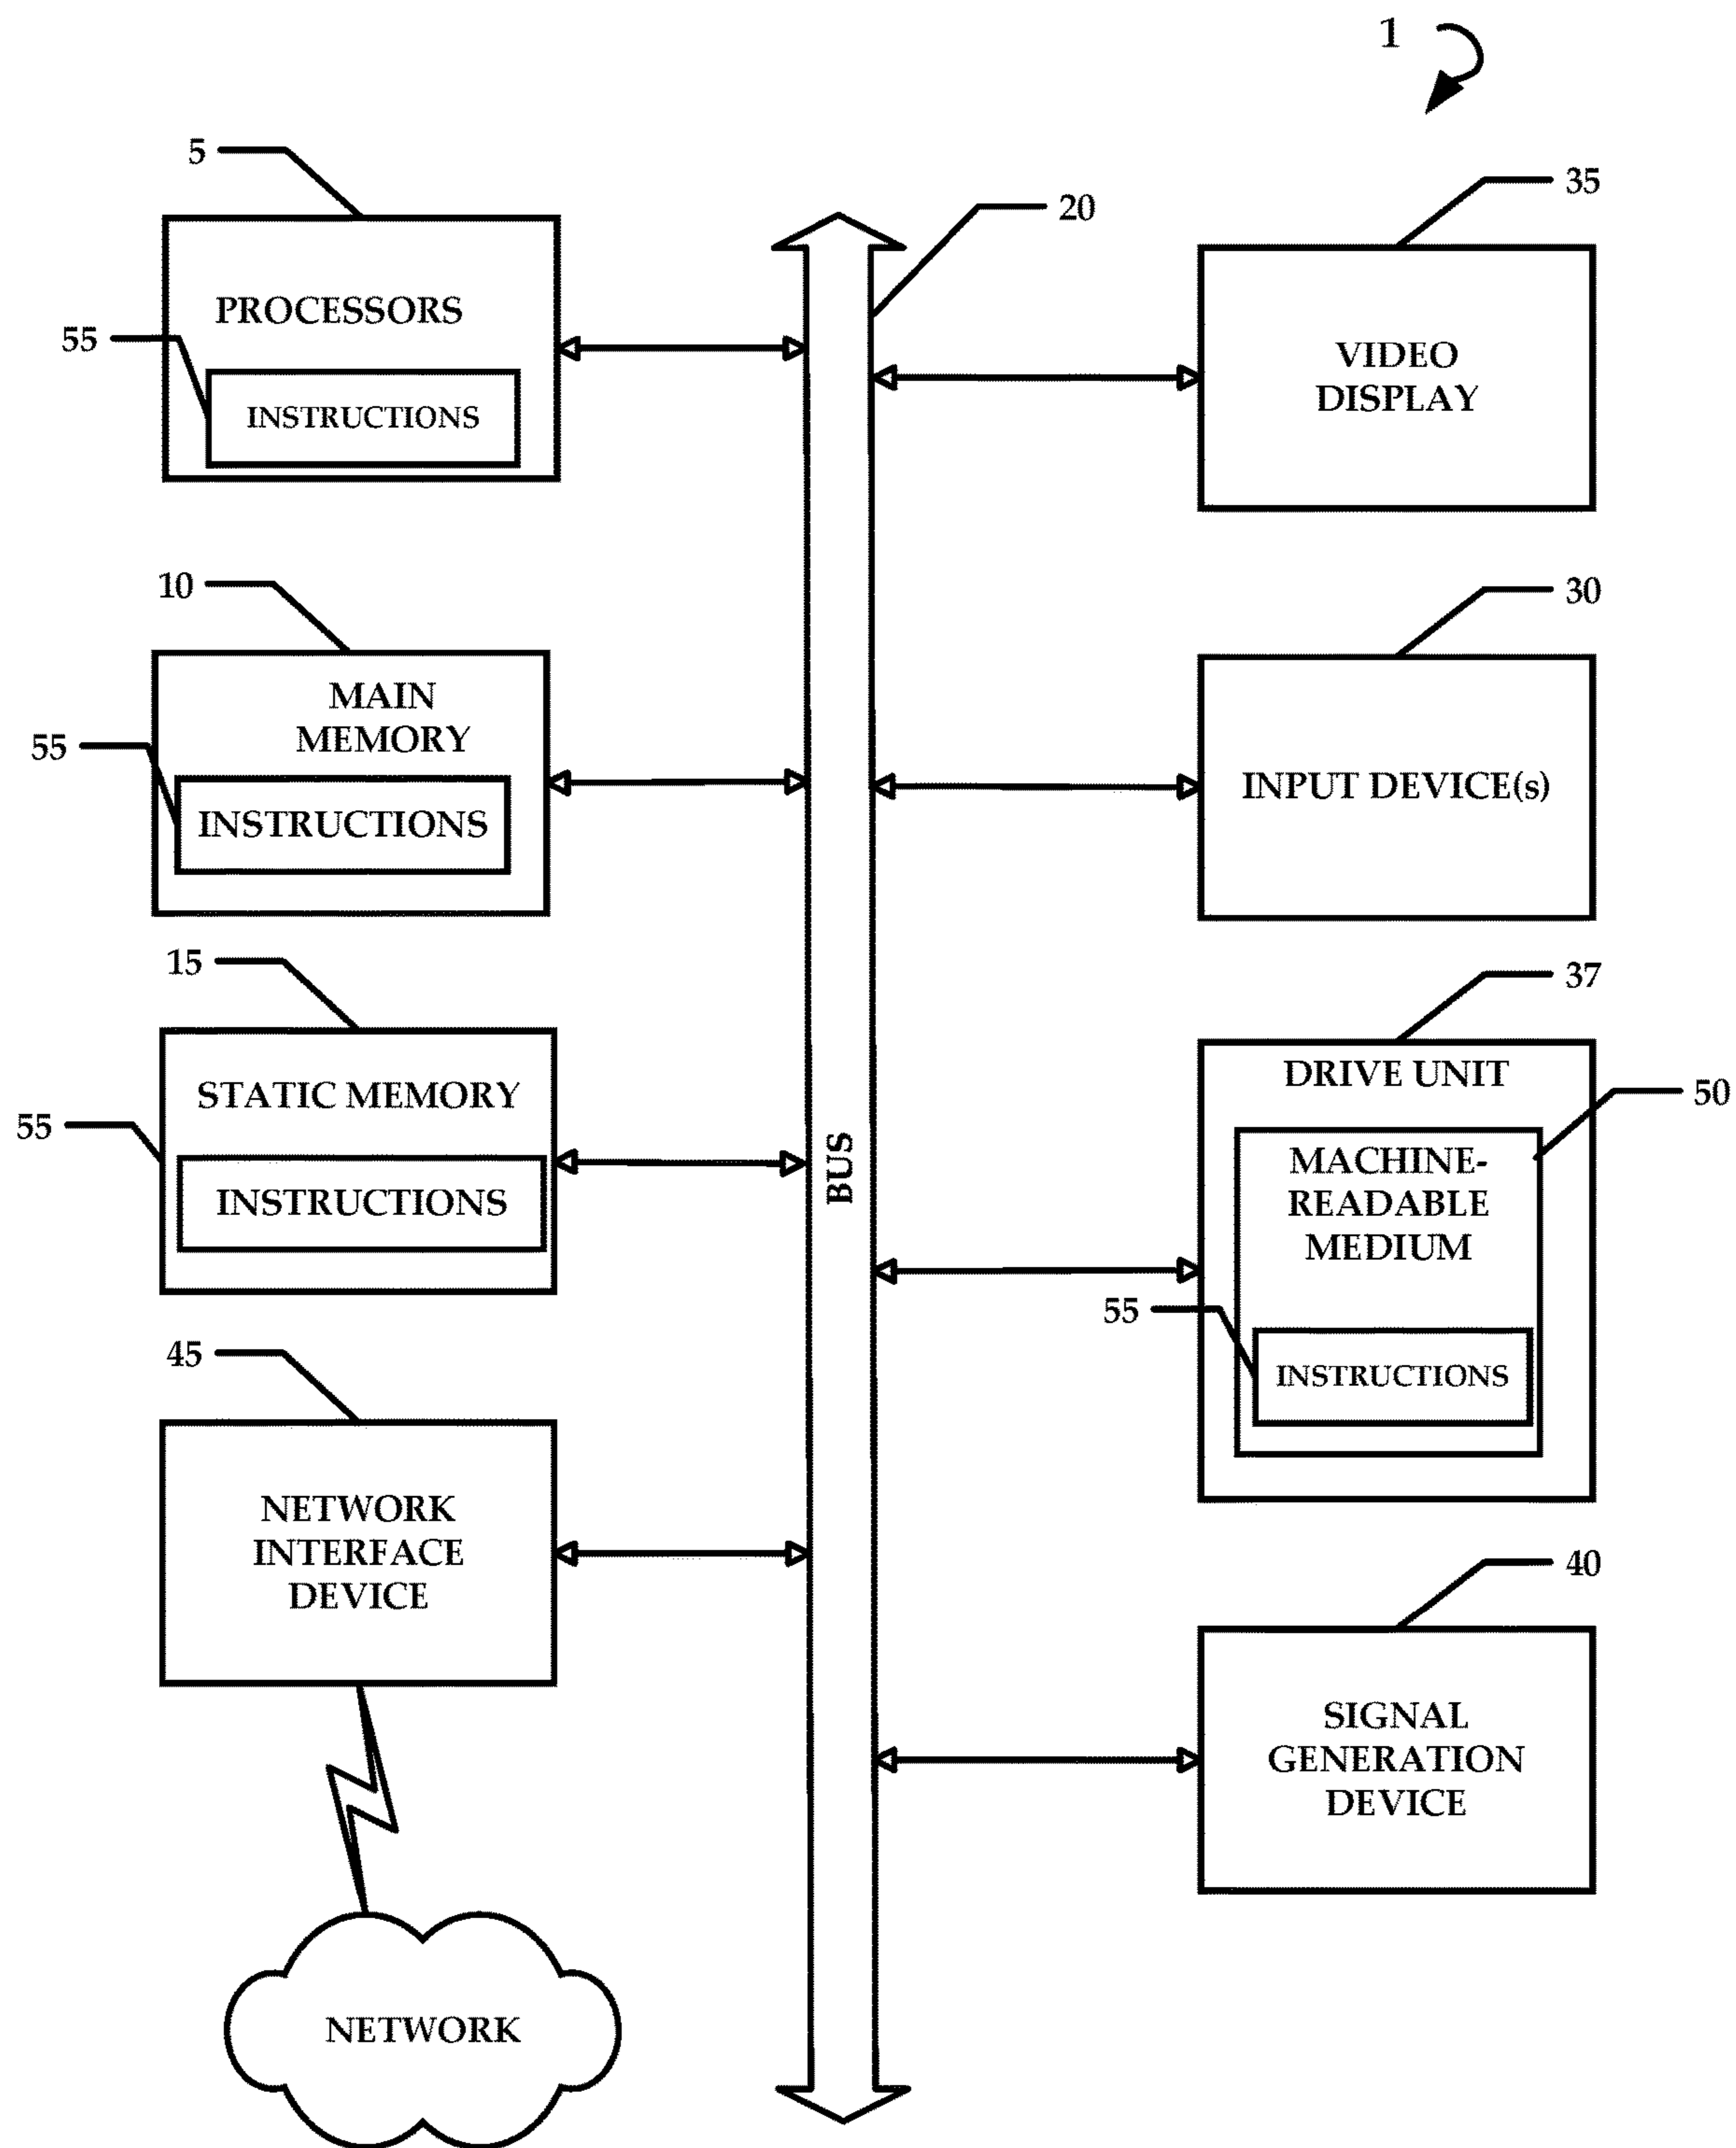 1
5
PROCESSORS
55
INSTRUCTIONS
10
MAIN
MEMORY
55
INSTRUCTIONS
15
STATIC MEMORY
55
INSTRUCTIONS
45
NETWORK
INTERFACE
DEVICE
NETWORK
20
BUS
35
VIDEO
DISPLAY
30
INPUT DEVICE(s)
37
DRIVE UNIT
50
MACHINE-
READABLE
MEDIUM
55
INSTRUCTIONS
40
SIGNAL
GENERATION
DEVICE